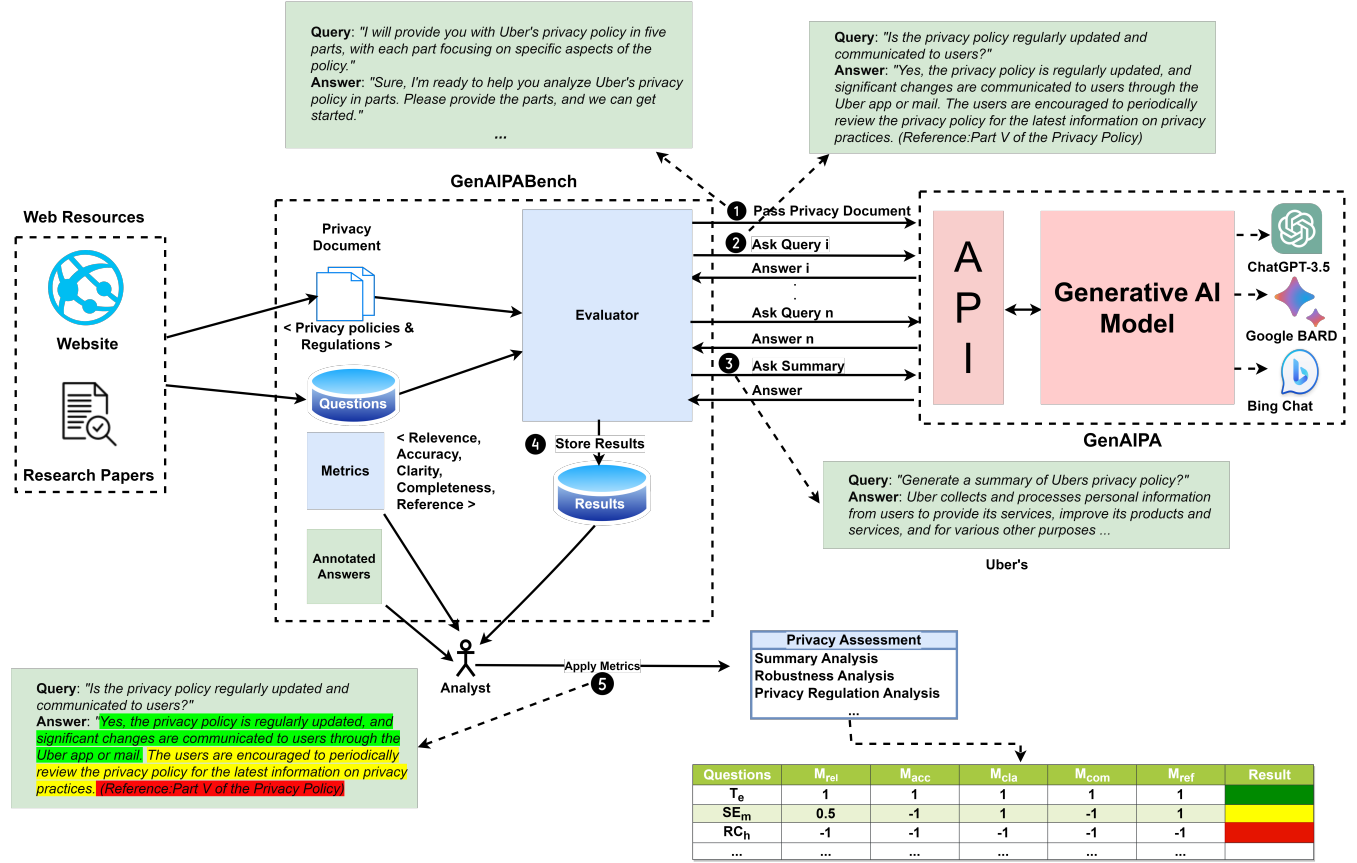 Query: "I will provide you with Uber's privacy policy in five
parts, with each part focusing on specific aspects of the
policy."
Answer: "Sure, I'm ready to help you analyze Uber's privacy
policy in parts. Please provide the parts, and we can get
started."
...
Query: "Is the privacy policy regularly updated and
communicated to users?"
Answer: "Yes, the privacy policy is regularly updated, and
significant changes are communicated to users through the
Uber app or mail. The users are encouraged to periodically
review the privacy policy for the latest information on privacy
practices. (Reference:Part V of the Privacy Policy)
GenAIPABench
Web Resources
Website
Research Papers
Privacy
Document
< Privacy policies &
Regulations >
Questions
Metrics
< Relevence,
Accuracy,
Clarity,
Completeness,
Reference >
Annotated
Answers
Evaluator
4 Store Results
Results
1 Pass Privacy Document
2 Ask Query i
Answer i
.
.
Ask Query n
Answer n
3 Ask Summary
Answer
A
P
I
Generative AI
Model
ChatGPT-3.5
Google BARD
Bing Chat
GenAIPA
Query: "Generate a summary of Ubers privacy policy?"
Answer: Uber collects and processes personal information
from users to provide its services, improve its products and
services, and for various other purposes ...
Uber's
Analyst
Apply Metrics
5
Privacy Assessment
Summary Analysis
Robustness Analysis
Privacy Regulation Analysis
...
Query: "Is the privacy policy regularly updated and
communicated to users?"
Answer: "Yes, the privacy policy is regularly updated, and
significant changes are communicated to users through the
Uber app or mail. The users are encouraged to periodically
review the privacy policy for the latest information on privacy
practices. (Reference:Part V of the Privacy Policy)
Questions Mrel Macc Mcla Mcom Mref Result
Te 1 1 1 1 1
SEm 0.5 -1 1 -1 1
RCh -1 -1 -1 -1 -1
... ... ... ... ... ...